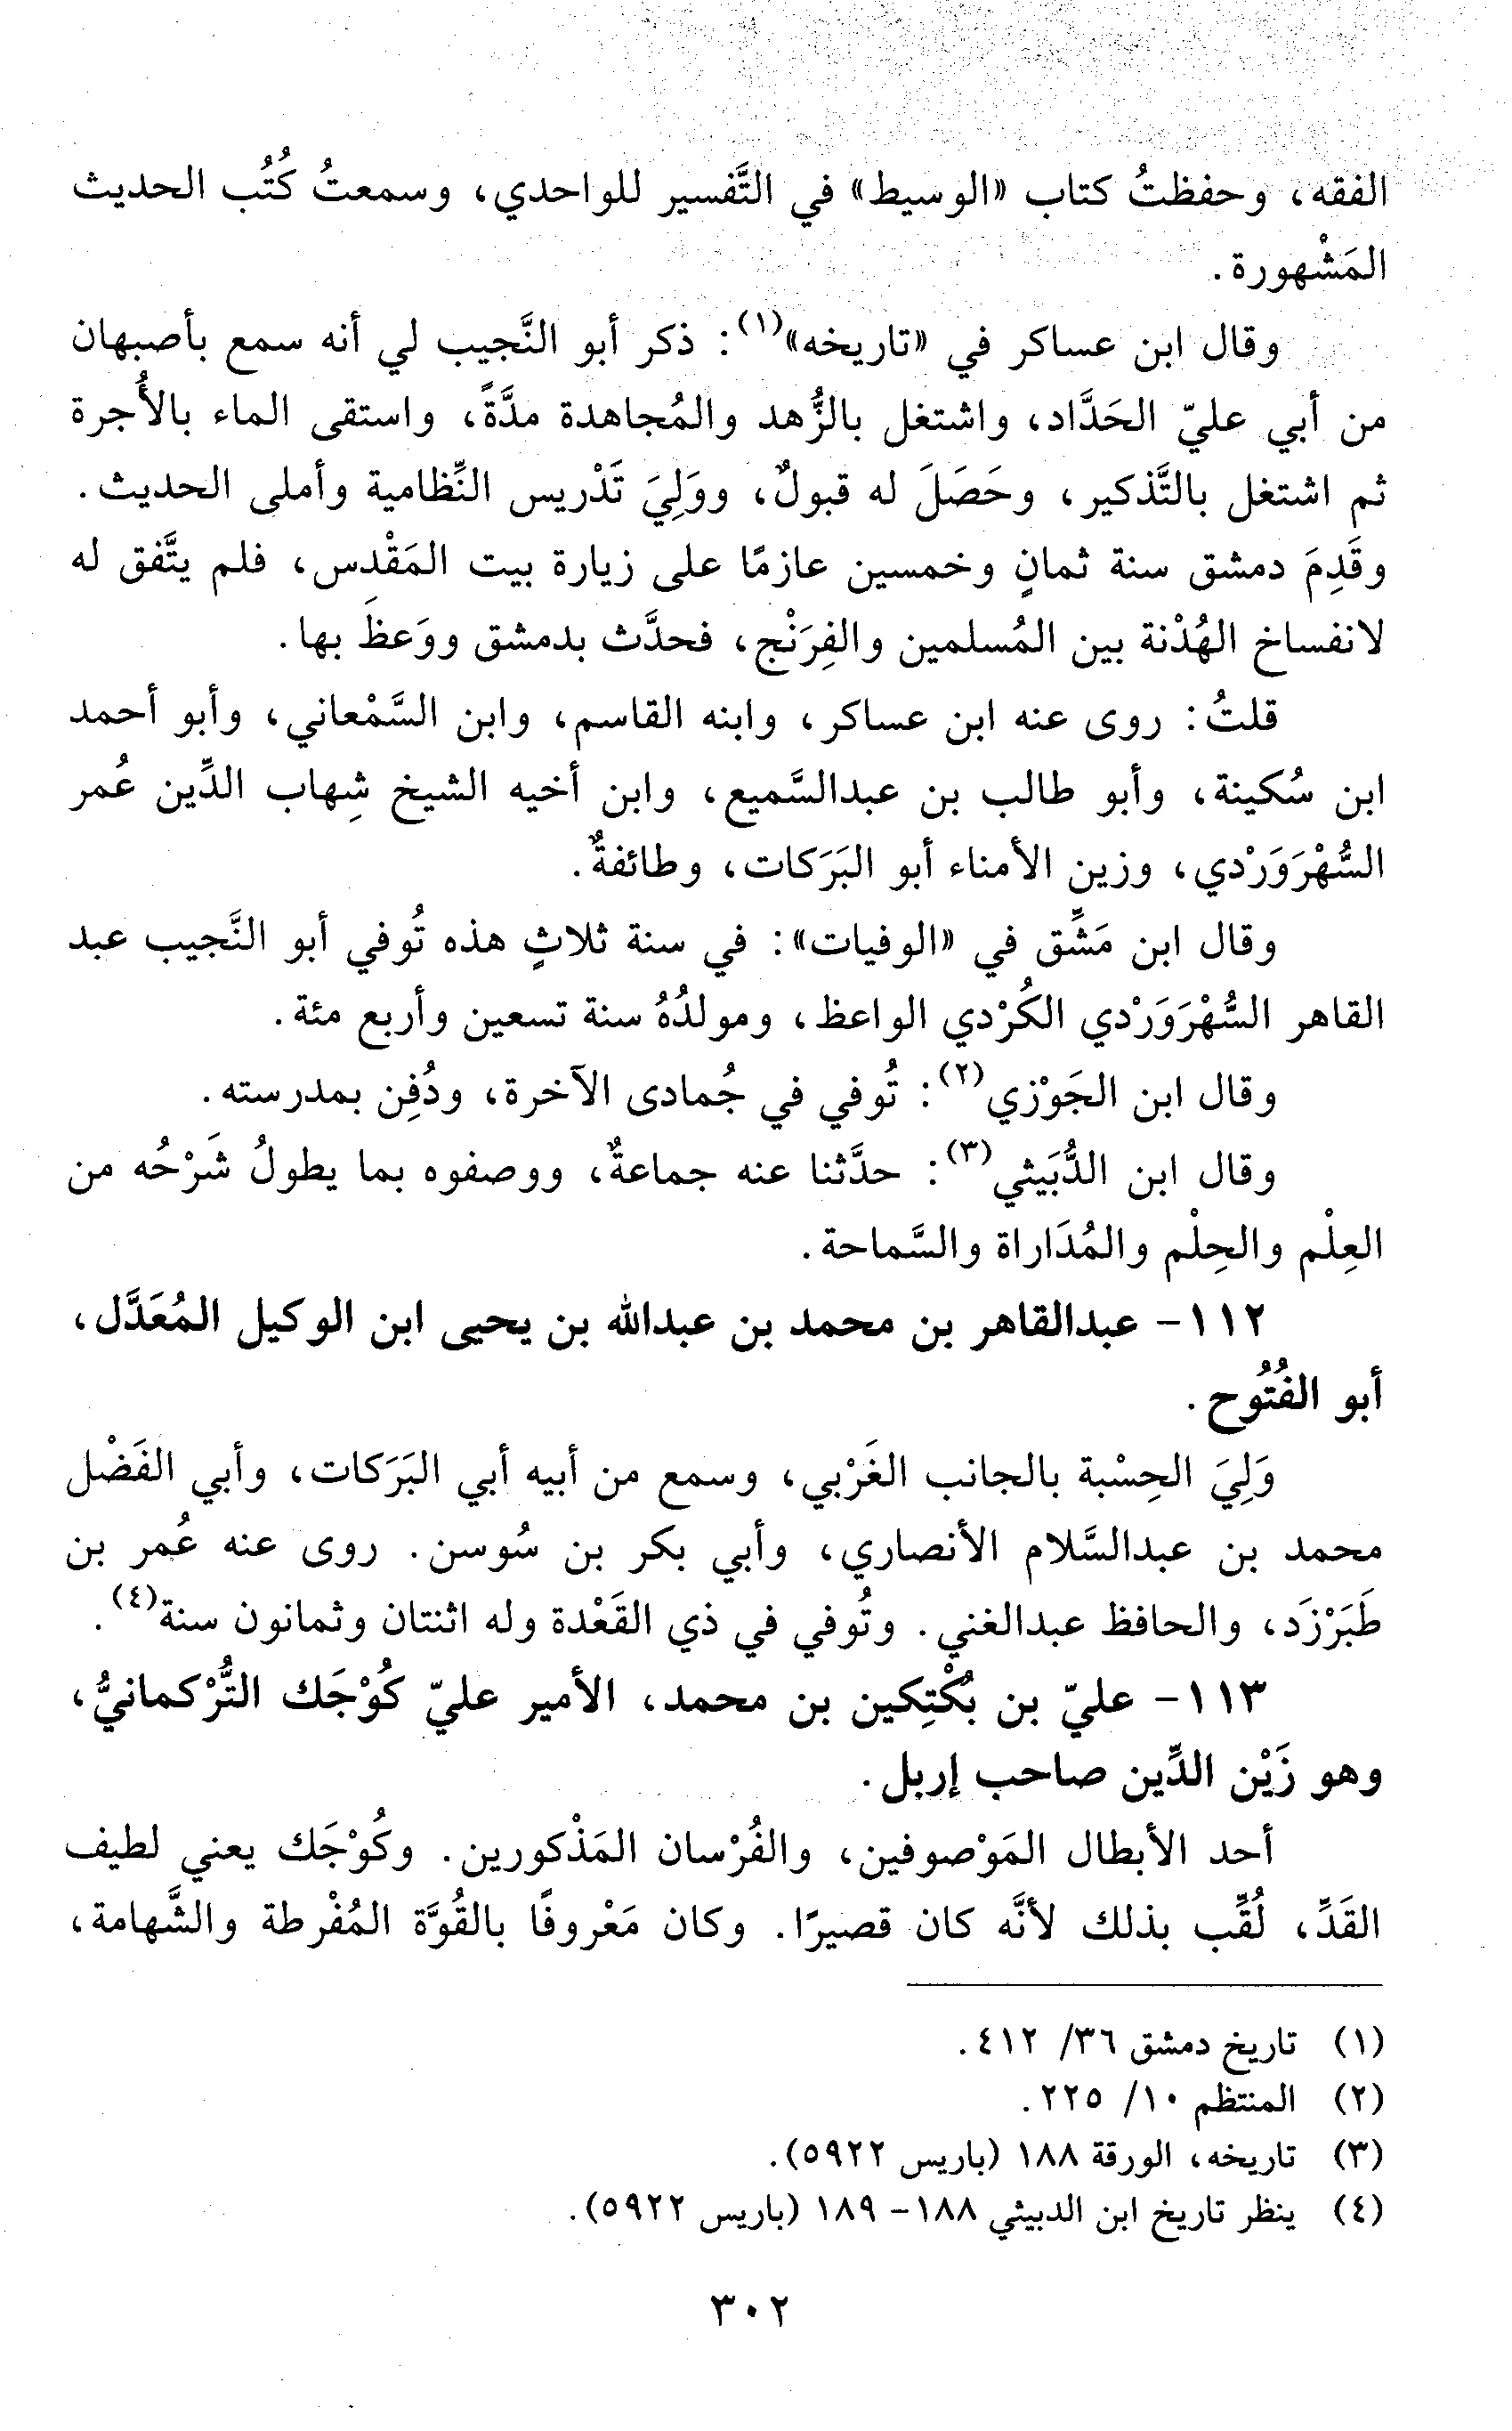 الفقه، وحفظتُ كتاب «الوسيط» في التَّفسير للواحدي، وسمعتُ كُتُب الحديث
المَشْهورة.
وقال ابن عساكر في «تاريخه»(١): ذكر أبو النَّجيب لي أنه سمع بأصبهان
من أبي عليّ الحَدَّاد، واشتغل بالزُّهد والمُجاهدة مدَّةً، واستقى الماء بالأُجرة
ثم اشتغل بالتَّذكير، وحَصَلَ له قبولٌ، ووَلِيَ تَدْريس النِّظامية وأملى الحديث.
وقَدِمَ دمشق سنة ثمانٍ وخمسين عازمًا على زيارة بيت المَقْدس، فلم يتَّفق له
لانفساخ الهُدْنة بين المُسلمين والفِرَنْج، فحدَّث بدمشق ووَعظَ بها.
قلتُ: روى عنه ابن عساكر، وابنه القاسم، وابن السَّمْعاني، وأبو أحمد
ابن سُكينة، وأبو طالب بن عبدالسَّميع، وابن أخيه الشيخ شِهاب الدِّين عُمر
السُّهْرَوَرْدي، وزين الأمناء أبو البَرَكات، وطائفةٌ.
وقال ابن مَشِّق في «الوفيات»: في سنة ثلاثٍ هذه تُوفي أبو النَّجيب عبد
القاهر السُّهْرَوَرْدي الكُرْدي الواعظ، ومولدُهُ سنة تسعين وأربع مئة.
وقال ابن الجَوْزي(٢): تُوفي في جُمادى الآخرة، ودُفِن بمدرسته.
وقال ابن الدُّبَيثي(٣): حدَّثنا عنه جماعةٌ، ووصفوه بما يطولُ شَرْحُه من
العِلْم والحِلْم والمُدَاراة والسَّماحة.
١١٢- عبدالقاهر بن محمد بن عبدالله بن يحيى ابن الوكيل المُعَدَّل،
أبو الفُتُوح.
وَلِيَ الحِسْبة بالجانب الغَرْبي، وسمع من أبيه أبي البَرَكات، وأبي الفَضْل
محمد بن عبدالسَّلام الأنصاري، وأبي بكر بن سُوسن. روى عنه عُمر بن
طَبَرْزَد، والحافظ عبدالغني. وتُوفي في ذي القَعْدة وله اثنتان وثمانون سنة(٤).
١١٣- عليّ بن بُكْتِكين بن محمد، الأمير عليّ كُوْجَك التُّرْكمانيُّ،
وهو زَيْن الدِّين صاحب إربل.
أحد الأبطال المَوْصوفين، والفُرْسان المَذْكورين. وكُوْجَك يعني لطيف
القَدِّ، لُقِّب بذلك لأنَّه كان قصيرًا. وكان مَعْروفًا بالقُوَّة المُفْرطة والشَّهامة،
(١) تاريخ دمشق ٣٦/ ٤١٢.
(٢) المنتظم ١٠/ ٢٢٥.
(٣) تاريخه، الورقة ١٨٨ (باريس ٥٩٢٢).
(٤) ينظر تاريخ ابن الدبيثي ١٨٨- ١٨٩ (باريس ٥٩٢٢).
٣٠٢